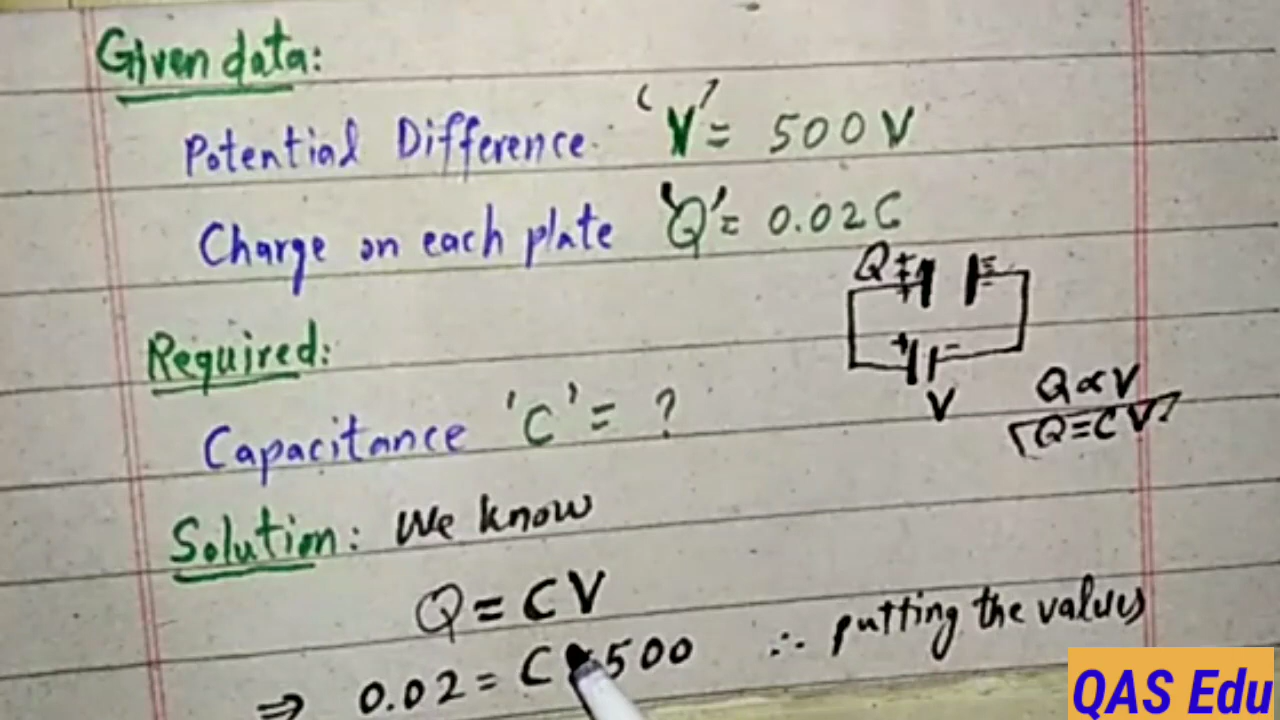 Given data:
Potential Difference 'V' = 500 V
Charge on each plate 'Q' = 0.02 C
Q
V
Q ∝ V
Q = CV
Required:
Capacitance 'C' = ?
Solution: We know
Q = CV
⇒ 0.02 = C × 500 ∴ putting the values
QAS Edu